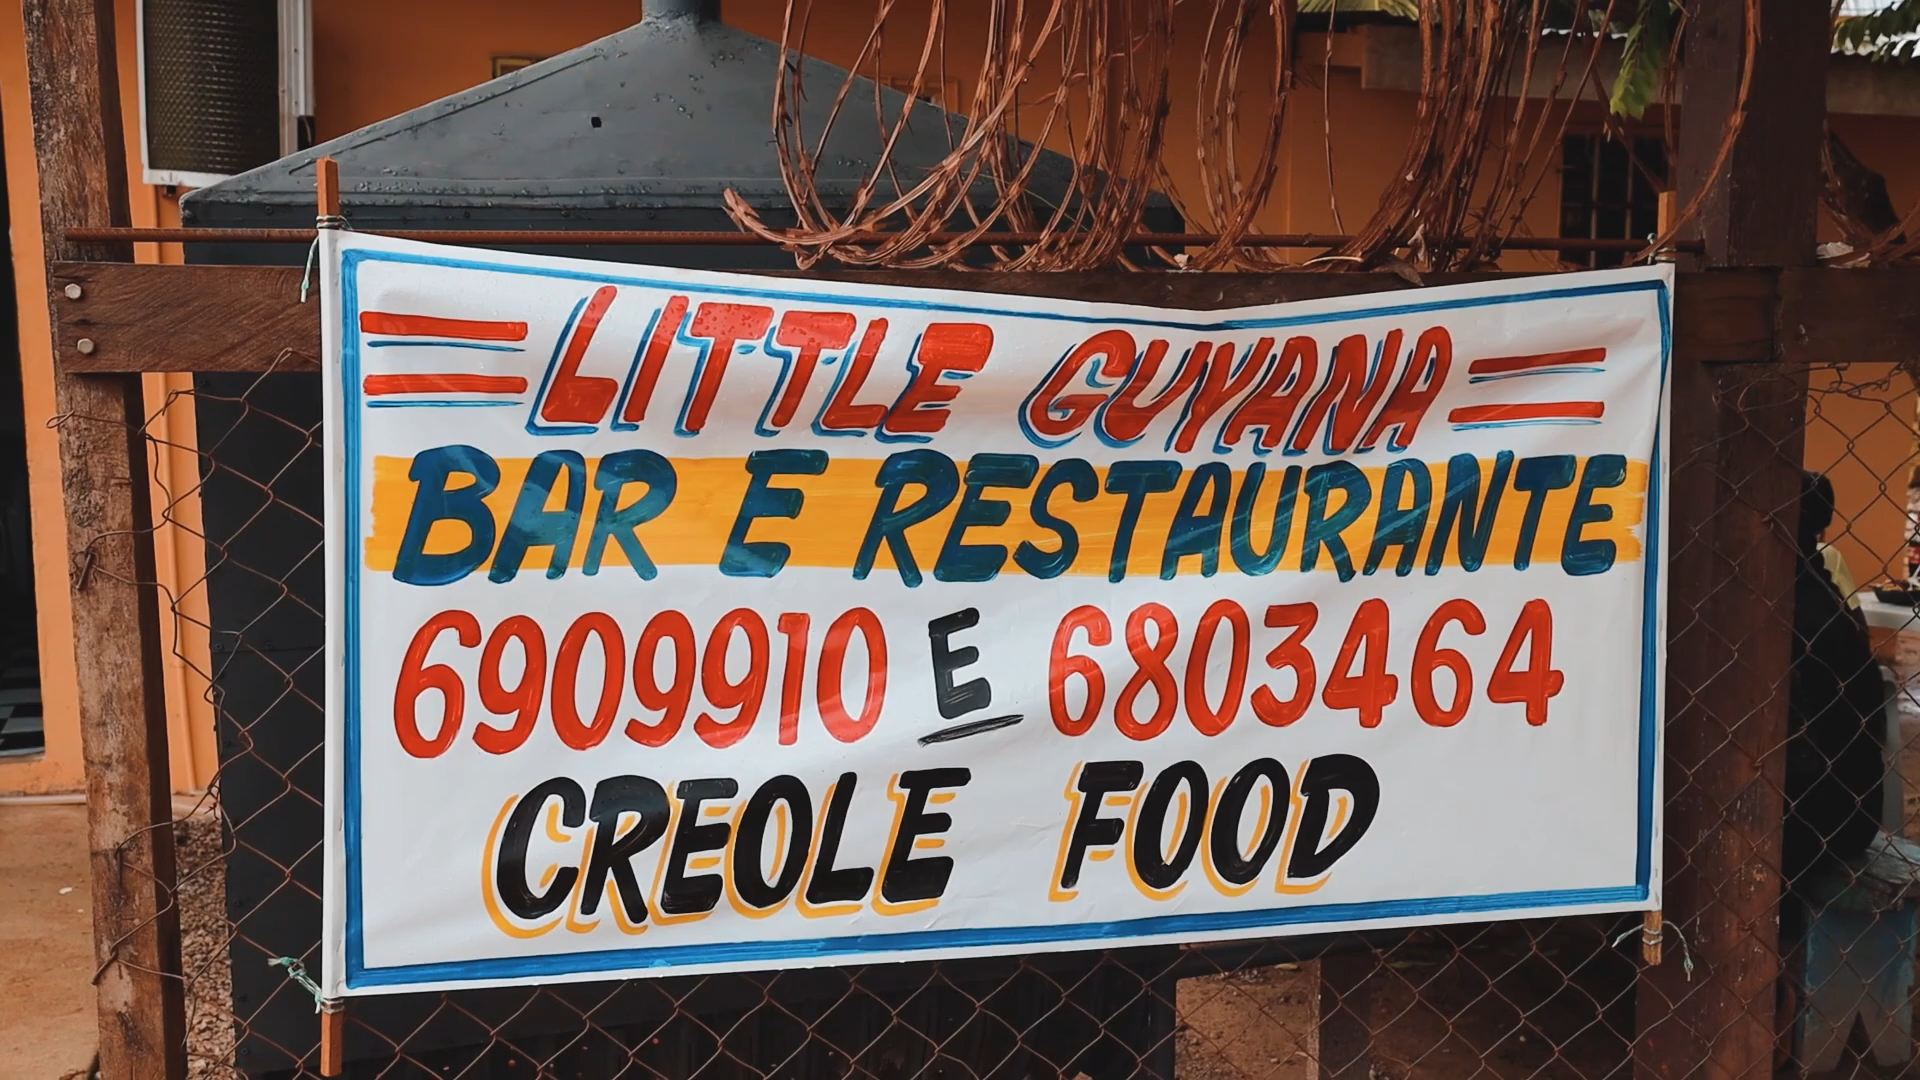 LITTLE GUYANA
BAR E RESTAURANTE
6909910 E 6803464
CREOLE FOOD